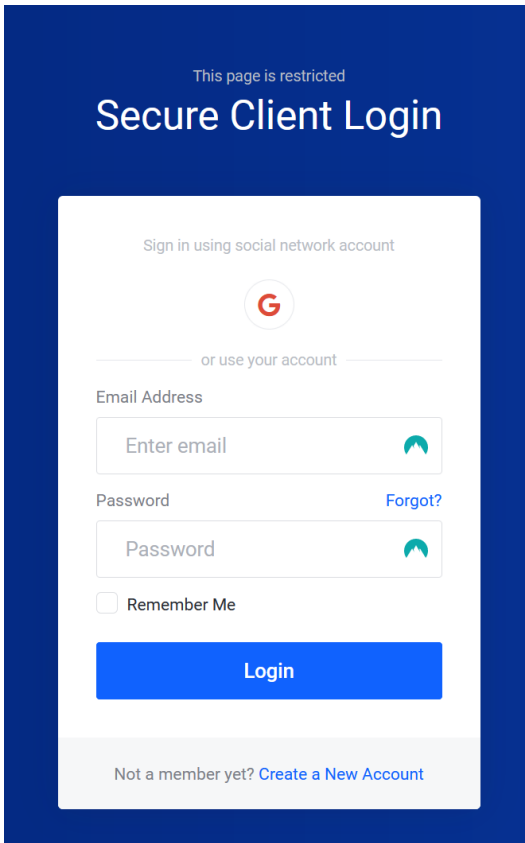 This page is restricted
Secure Client Login
Sign in using social network account
G
or use your account
Email Address
Enter email
Password Forgot?
Password
Remember Me
Login
Not a member yet? Create a New Account